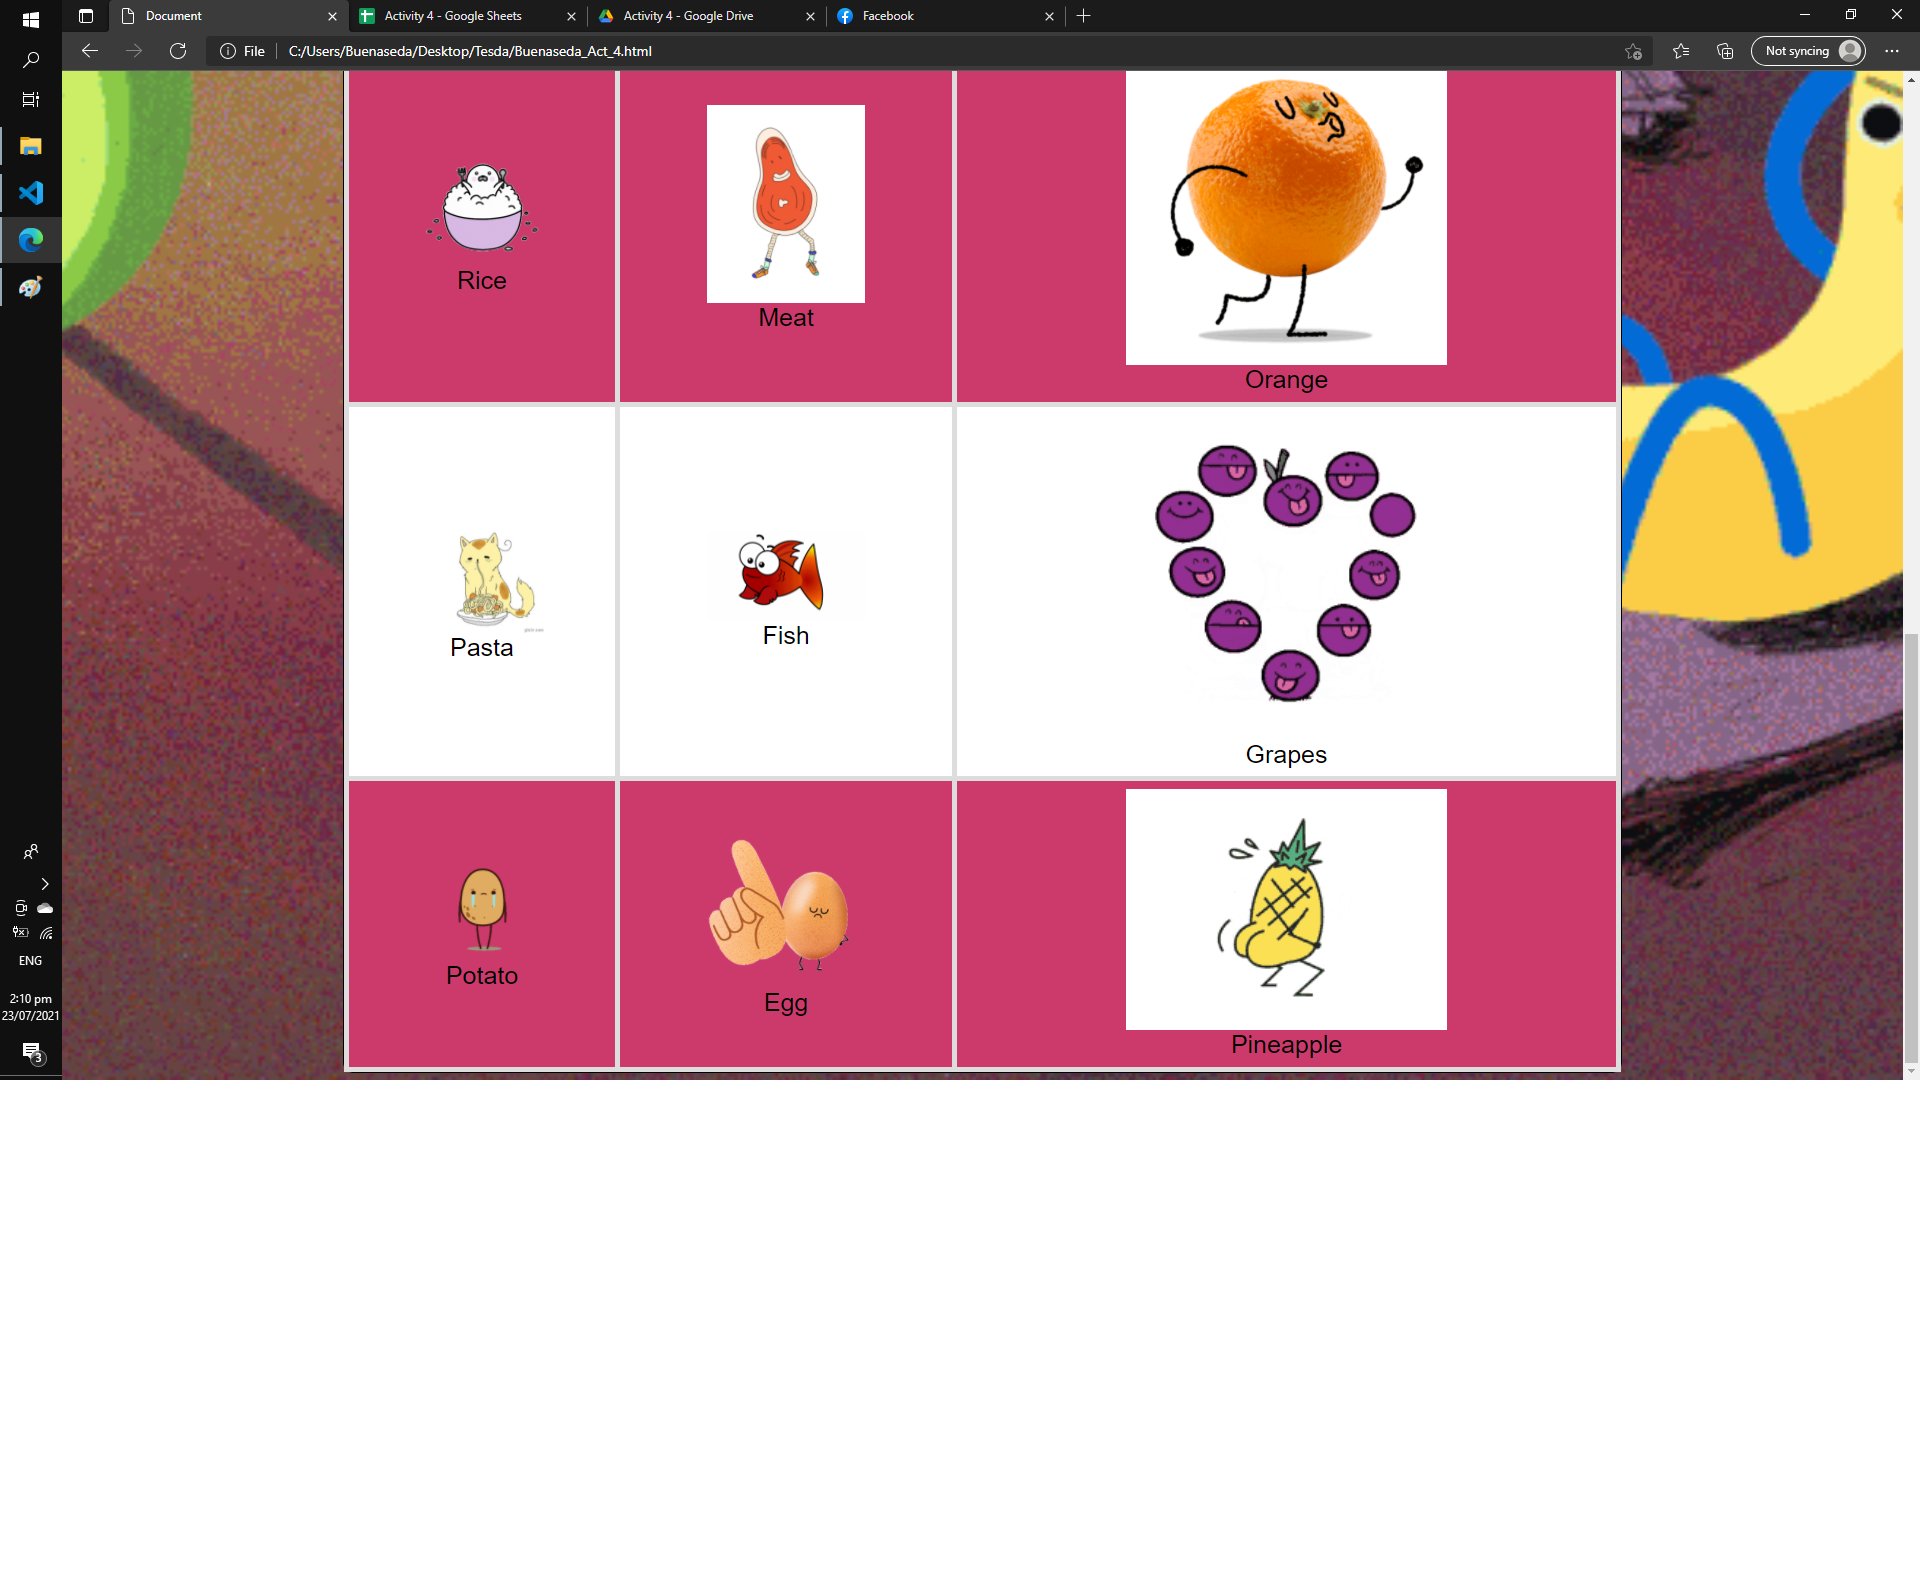 Document
Activity 4 - Google Sheets
Activity 4 - Google Drive
Facebook
File
C:/Users/Buenaseda/Desktop/Tesda/Buenaseda_Act_4.html
Not syncing
Rice
Meat
Orange
Pasta
Fish
Grapes
Potato
Egg
Pineapple
ENG
2:10 pm
23/07/2021
3